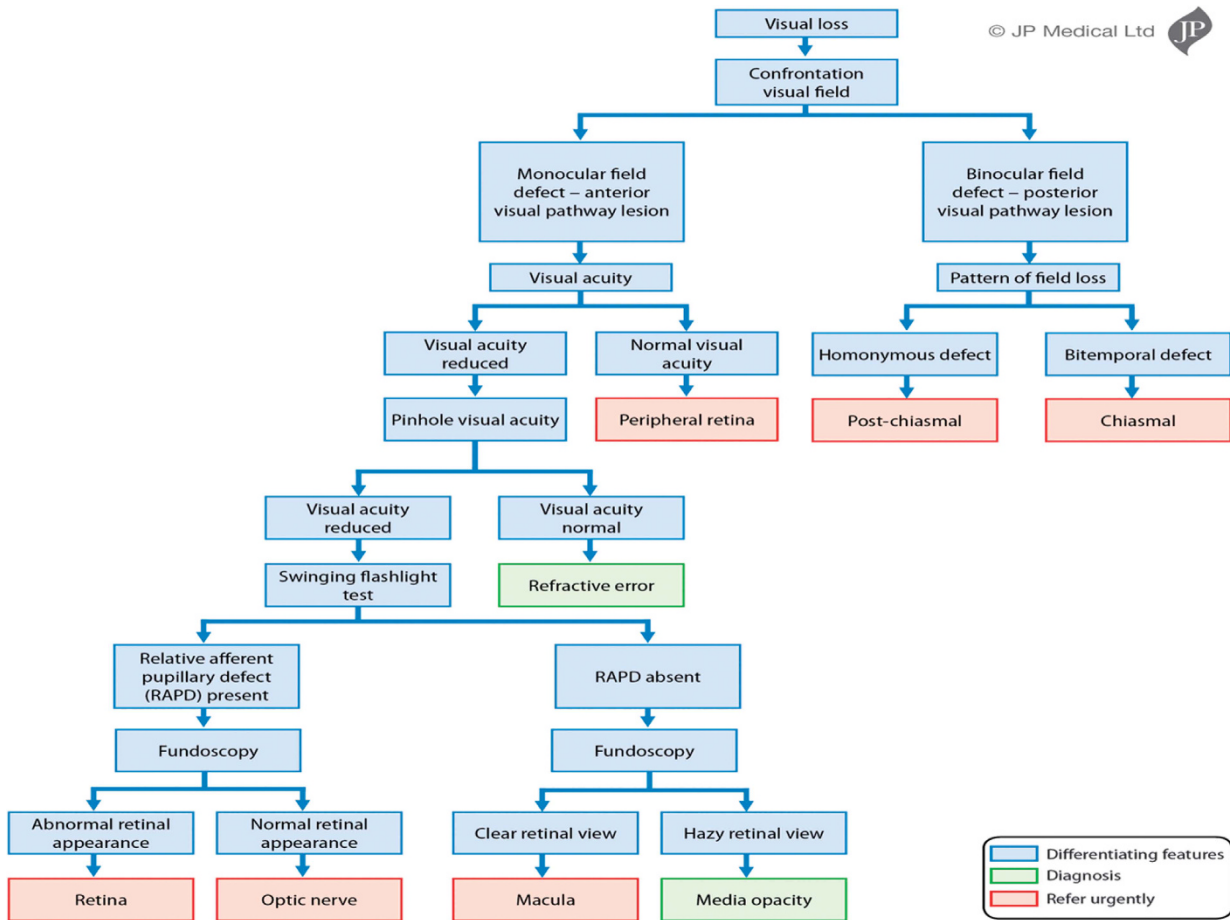 Visual loss
© JP Medical Ltd JP
Confrontation
visual field
Monocular field
defect – anterior
visual pathway lesion
Binocular field
defect – posterior
visual pathway lesion
Visual acuity
Pattern of field loss
Visual acuity
reduced
Normal visual
acuity
Homonymous defect
Bitemporal defect
Pinhole visual acuity
Peripheral retina
Post-chiasmal
Chiasmal
Visual acuity
reduced
Visual acuity
normal
Swinging flashlight
test
Refractive error
Relative afferent
pupillary defect
(RAPD) present
RAPD absent
Fundoscopy
Fundoscopy
Abnormal retinal
appearance
Normal retinal
appearance
Clear retinal view
Hazy retinal view
Retina
Optic nerve
Macula
Media opacity
Differentiating features
Diagnosis
Refer urgently